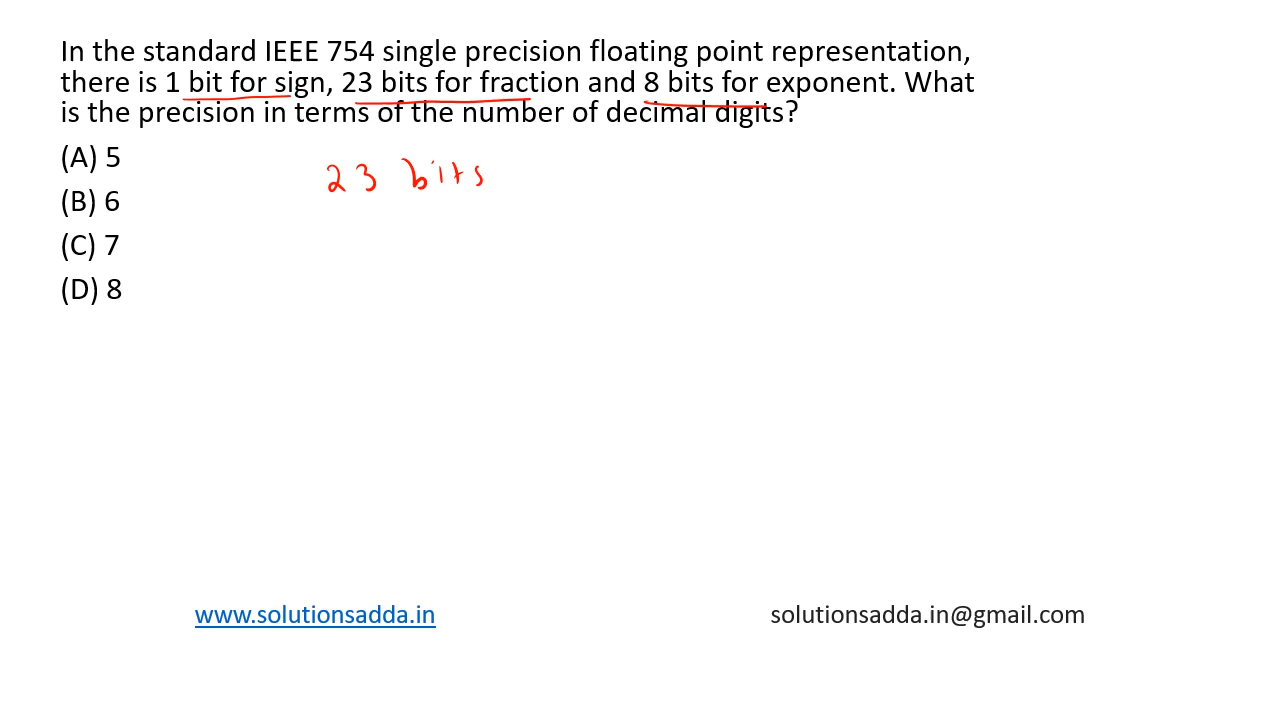 In the standard IEEE 754 single precision floating point representation,
there is 1 bit for sign, 23 bits for fraction and 8 bits for exponent. What
is the precision in terms of the number of decimal digits?
(A) 5
23 bits
(B) 6
(C) 7
(D) 8
www.solutionsadda.in
solutionsadda.in@gmail.com